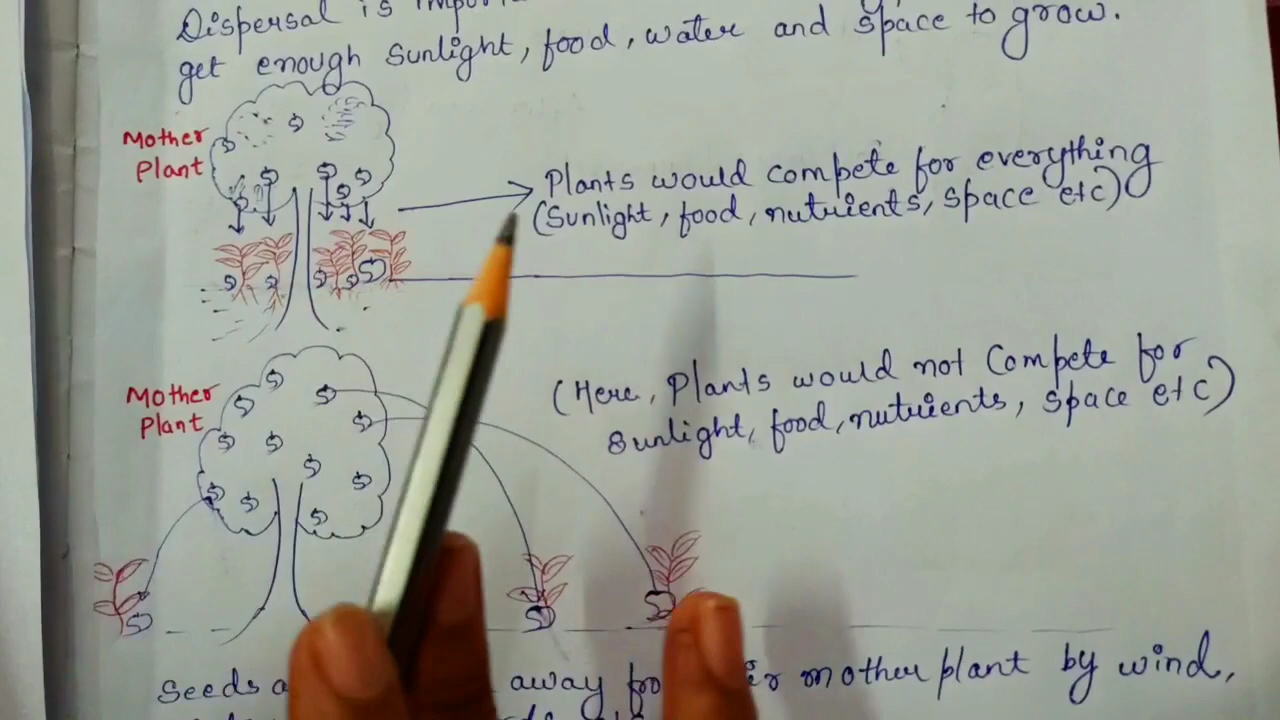 Dispersal is
get enough sunlight, food, water and space to grow.
Mother
Plant
Plants would compete for everything
(Sunlight, food, nutrients, space etc)
Mother
Plant
(Here, Plants would not Compete for
sunlight, food, nutrients, space etc)
Seeds away mother plant by wind,